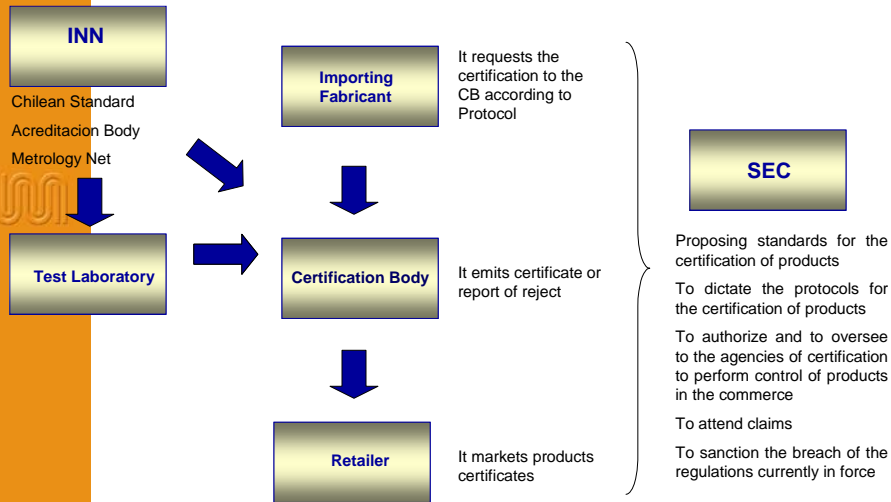 INN
Chilean Standard
Acreditacion Body
Metrology Net
Test Laboratory
Importing
Fabricant
It requests the
certification to the
CB according to
Protocol
Certification Body
It emits certificate or
report of reject
Retailer
It markets products
certificates
SEC
Proposing standards for the
certification of products
To dictate the protocols for
the certification of products
To authorize and to oversee
to the agencies of certification
to perform control of products
in the commerce
To attend claims
To sanction the breach of the
regulations currently in force